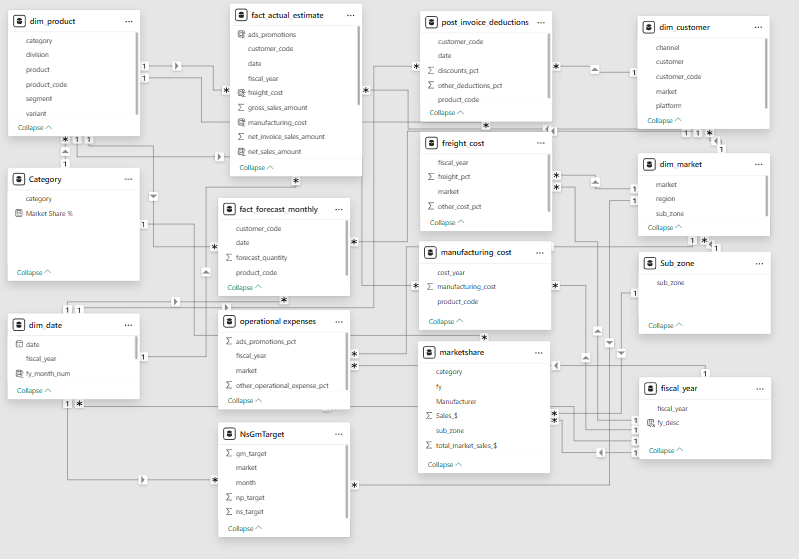 dim_product
category
division
product
product_code
segment
variant
Collapse
fact_actual_estimate
ads_promotions
customer_code
date
fiscal_year
freight_cost
gross_sales_amount
manufacturing_cost
net_invoice_sales_amount
net_sales_amount
Collapse
post_invoice_deductions
customer_code
date
discounts_pct
other_deductions_pct
product_code
Collapse
dim_customer
channel
customer
customer_code
market
platform
Collapse
Category
category
Market Share %
Collapse
fact_forecast_monthly
customer_code
date
forecast_quantity
product_code
Collapse
freight_cost
fiscal_year
freight_pct
market
other_cost_pct
Collapse
dim_market
market
region
sub_zone
Collapse
manufacturing_cost
cost_year
manufacturing_cost
product_code
Collapse
Sub_zone
sub_zone
Collapse
dim_date
date
fiscal_year
fy_month_num
Collapse
operational expenses
ads_promotions_pct
fiscal_year
market
other_operational_expense_pct
Collapse
marketshare
category
fy
Manufacturer
Sales_$
sub_zone
total_market_sales_$
Collapse
fiscal_year
fiscal_year
fy_desc
Collapse
NsGmTarget
gm_target
market
month
np_target
ns_target
Collapse